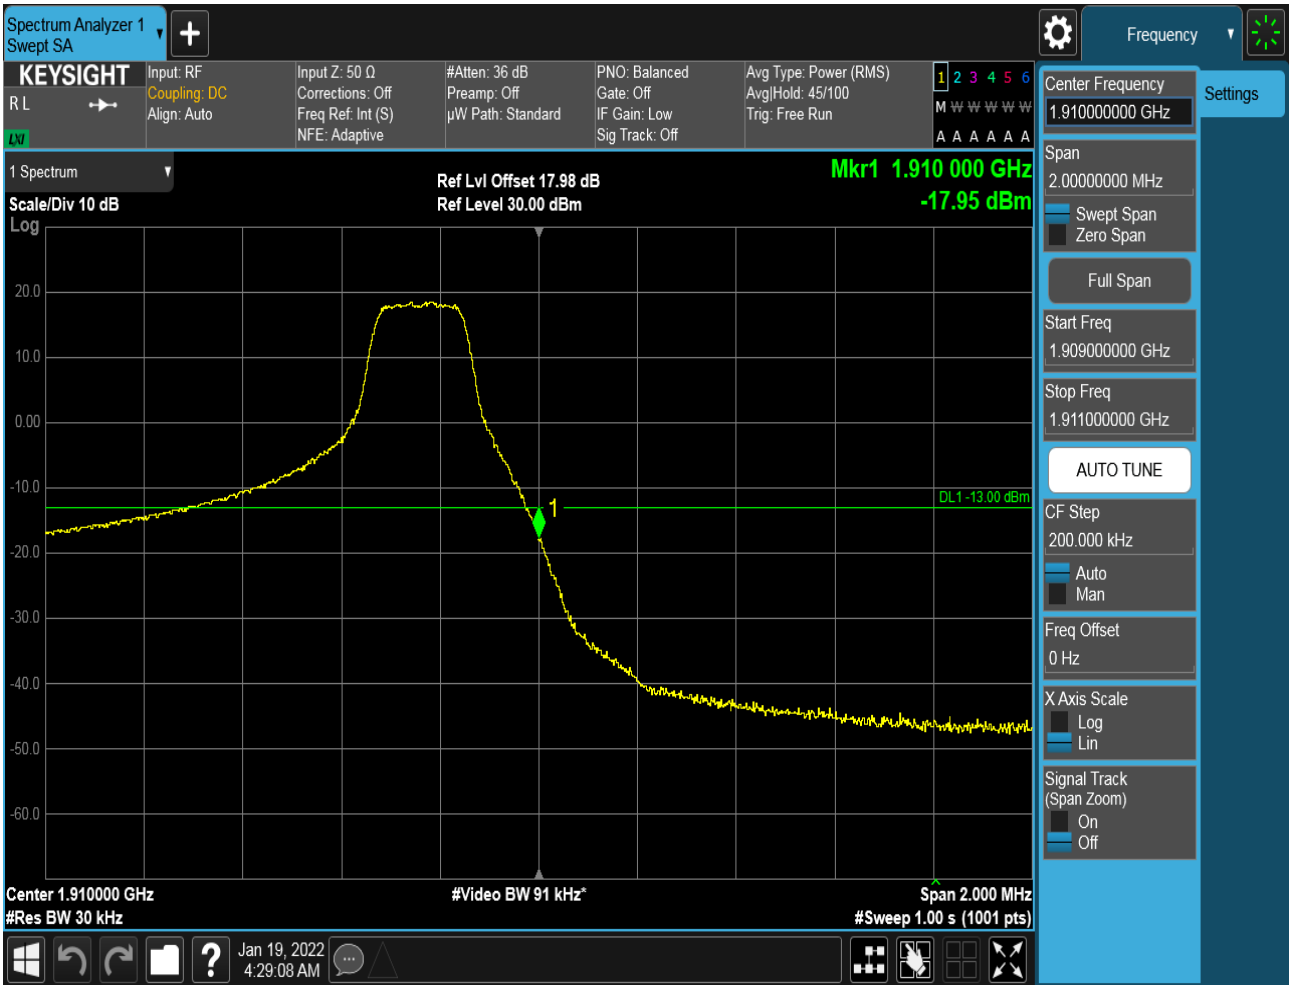 Spectrum Analyzer 1
Swept SA
Frequency
KEYSIGHT
R L
LXI
Input: RF
Coupling: DC
Align: Auto
Input Z: 50 Ω
Corrections: Off
Freq Ref: Int (S)
NFE: Adaptive
#Atten: 36 dB
Preamp: Off
µW Path: Standard
PNO: Balanced
Gate: Off
IF Gain: Low
Sig Track: Off
Avg Type: Power (RMS)
Avg|Hold: 45/100
Trig: Free Run
1 2 3 4 5 6
M W W W W W
A A A A A A
1 Spectrum
Scale/Div 10 dB
Log
Ref Lvl Offset 17.98 dB
Ref Level 30.00 dBm
Mkr1 1.910 000 GHz
-17.95 dBm
20.0
10.0
0.00
-10.0
-20.0
-30.0
-40.0
-50.0
-60.0
DL1 -13.00 dBm
1
Center 1.910000 GHz
#Res BW 30 kHz
#Video BW 91 kHz*
Span 2.000 MHz
#Sweep 1.00 s (1001 pts)
Jan 19, 2022
4:29:08 AM
?
Center Frequency
1.910000000 GHz
Settings
Span
2.00000000 MHz
Swept Span
Zero Span
Full Span
Start Freq
1.909000000 GHz
Stop Freq
1.911000000 GHz
AUTO TUNE
CF Step
200.000 kHz
Auto
Man
Freq Offset
0 Hz
X Axis Scale
Log
Lin
Signal Track
(Span Zoom)
On
Off